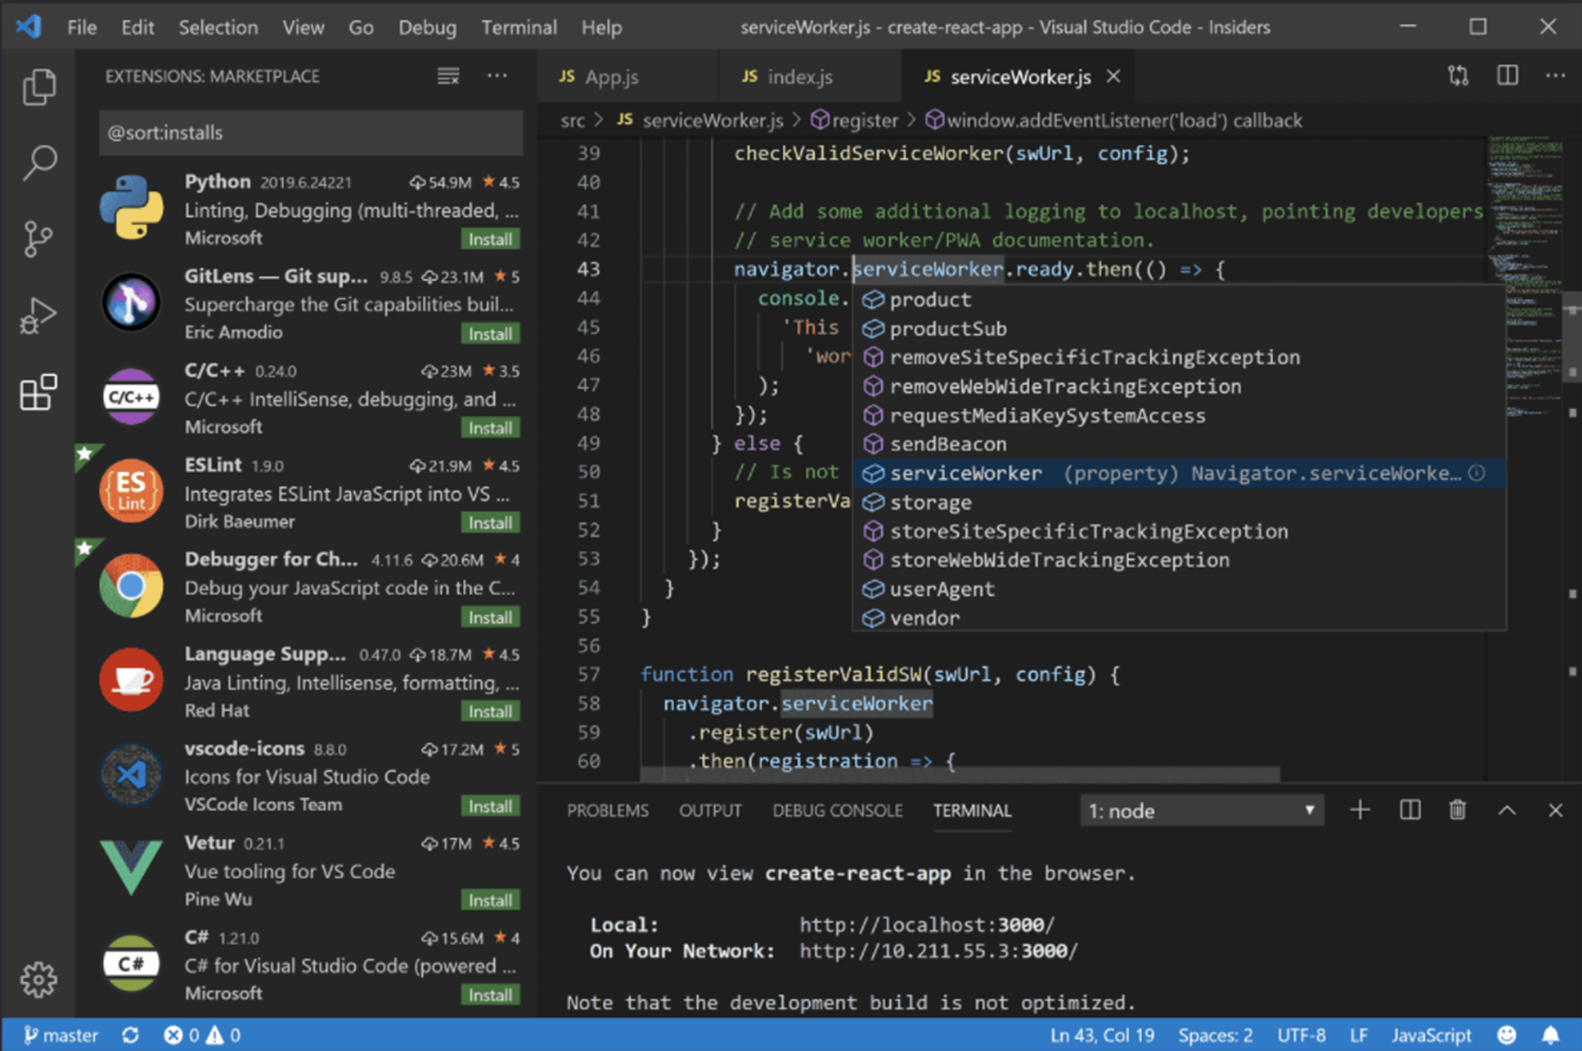 File Edit Selection View Go Debug Terminal Help
serviceWorker.js - create-react-app - Visual Studio Code - Insiders
EXTENSIONS: MARKETPLACE
@sort:installs
Python 2019.6.24221 54.9M 4.5
Linting, Debugging (multi-threaded, ...
Microsoft Install
GitLens — Git sup... 9.8.5 23.1M 5
Supercharge the Git capabilities buil...
Eric Amodio Install
C/C++
C/C++ 0.24.0 23M 3.5
C/C++ IntelliSense, debugging, and ...
Microsoft Install
ES
Lint
ESLint 1.9.0 21.9M 4.5
Integrates ESLint JavaScript into VS ...
Dirk Baeumer Install
Debugger for Ch... 4.11.6 20.6M 4
Debug your JavaScript code in the C...
Microsoft Install
Language Supp... 0.47.0 18.7M 4.5
Java Linting, Intellisense, formatting, ...
Red Hat Install
vscode-icons 8.8.0 17.2M 5
Icons for Visual Studio Code
VSCode Icons Team Install
Vetur 0.21.1 17M 4.5
Vue tooling for VS Code
Pine Wu Install
C#
C# 1.21.0 15.6M 4
C# for Visual Studio Code (powered ...
Microsoft Install
JS App.js
JS index.js
JS serviceWorker.js
src > JS serviceWorker.js > register > window.addEventListener('load') callback
39 checkValidServiceWorker(swUrl, config);
40
41 // Add some additional logging to localhost, pointing developers
42 // service worker/PWA documentation.
43 navigator.serviceWorker.ready.then(() => {
44 console.
45 'This
46 'wor
47 );
48 });
49 } else {
50 // Is not
51 registerVa
52 }
53 });
54 }
55 }
56
57 function registerValidSW(swUrl, config) {
58 navigator.serviceWorker
59 .register(swUrl)
60 .then(registration => {
product
productSub
removeSiteSpecificTrackingException
removeWebWideTrackingException
requestMediaKeySystemAccess
sendBeacon
serviceWorker (property) Navigator.serviceWorke...
storage
storeSiteSpecificTrackingException
storeWebWideTrackingException
userAgent
vendor
PROBLEMS OUTPUT DEBUG CONSOLE TERMINAL 1: node
You can now view create-react-app in the browser.
Local: http://localhost:3000/
On Your Network: http://10.211.55.3:3000/
Note that the development build is not optimized.
master 0 0
Ln 43, Col 19 Spaces: 2 UTF-8 LF JavaScript